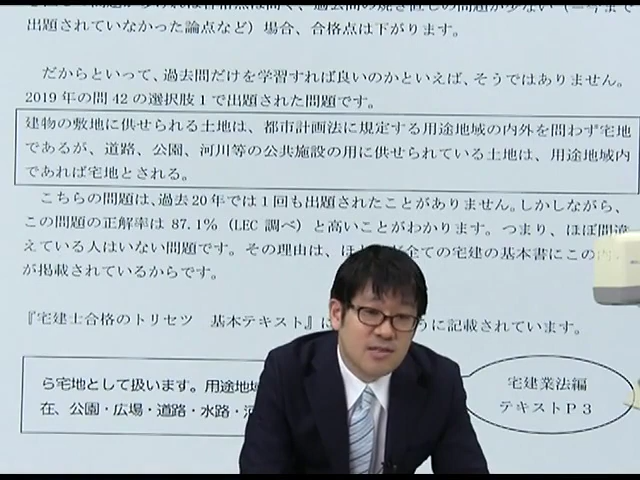 出題されていなかった論点など）場合、合格点は下がります。
だからといって、過去問だけを学習すれば良いのかといえば、そうではありません。
2019年の問42の選択肢1で出題された問題です。
建物の敷地に供せられる土地は、都市計画法に規定する用途地域の内外を問わず宅地
であるが、道路、公園、河川等の公共施設の用に供せられている土地は、用途地域内
であれば宅地とされる。
こちらの問題は、過去20年では1回も出題されたことがありません。しかしながら、
この問題の正解率は87.1％（LEC 調べ）と高いことがわかります。つまり、ほぼ間違
えている人はいない問題です。その理由は、ほ 全ての宅建の基本書にこの
が掲載されているからです。
『宅建士合格のトリセツ 基本テキスト』に うに記載されています。
ら宅地として扱います。用途地域
在、公園・広場・道路・水路・河
宅建業法編
テキストP3